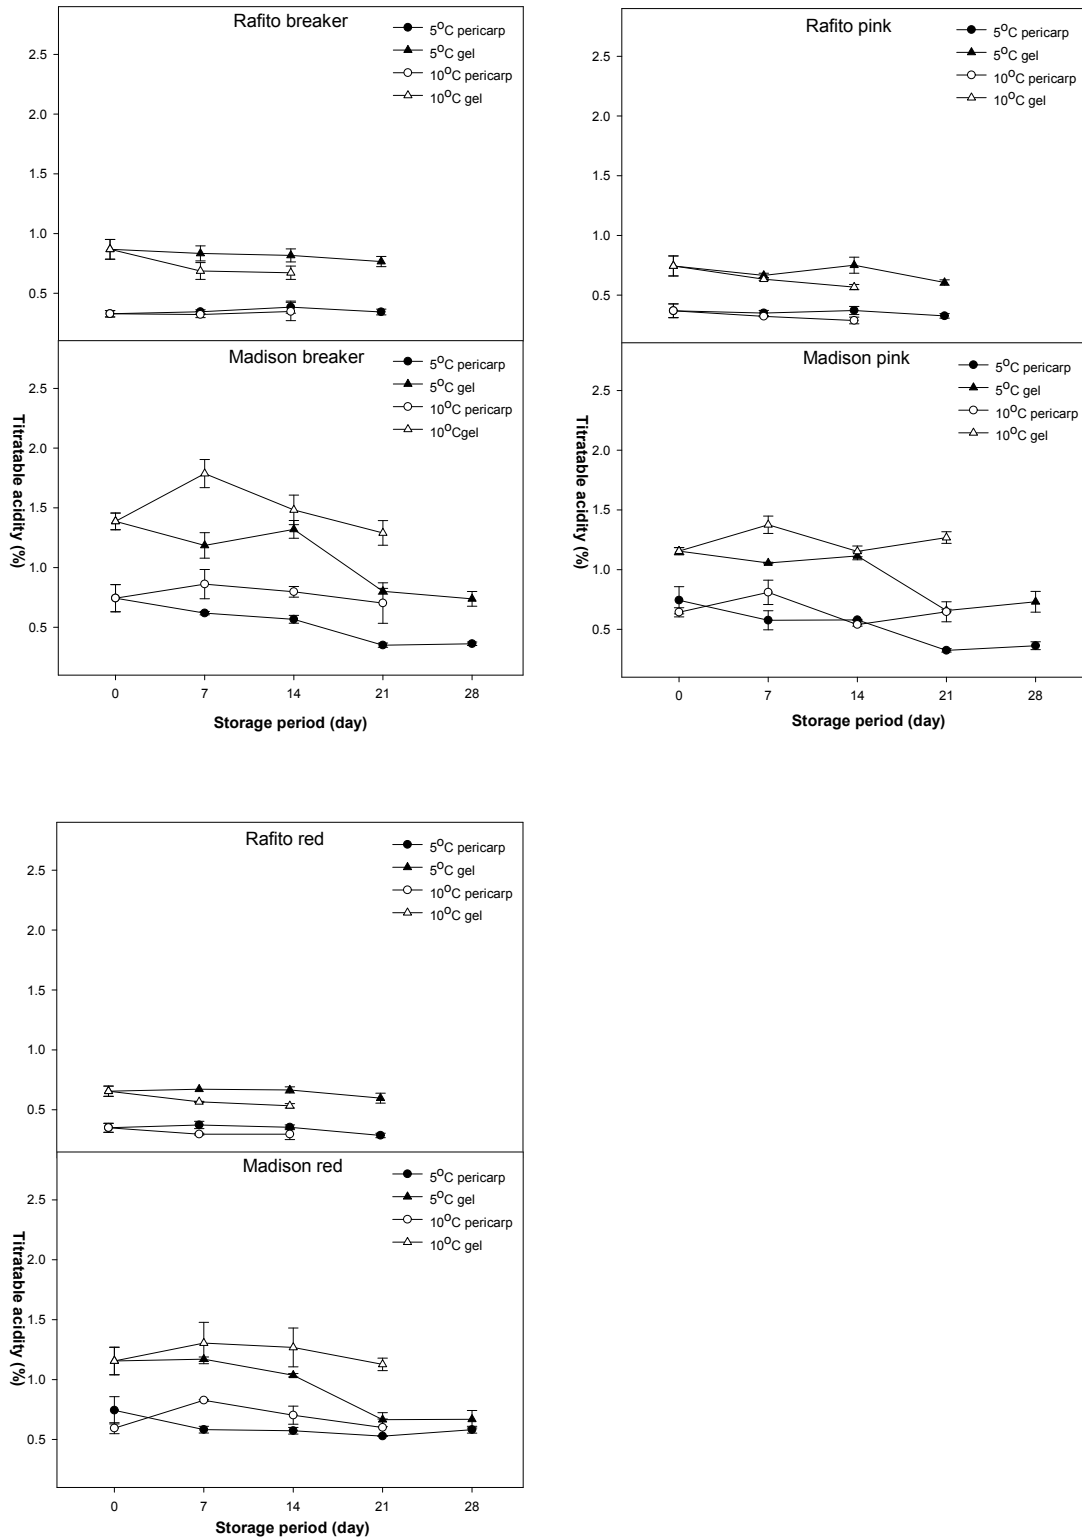 Rafito breaker
5°C pericarp
5°C gel
10°C pericarp
10°C gel
2.5
2.0
1.5
1.0
0.5
Madison breaker
5°C pericarp
5°C gel
10°C pericarp
10°Cgel
2.5
2.0
1.5
1.0
0.5
Titratable acidity (%)
0 7 14 21 28
Storage period (day)
Rafito pink
5°C pericarp
5°C gel
10°C pericarp
10°C gel
2.5
2.0
1.5
1.0
0.5
Madison pink
5°C pericarp
5°C gel
10°C pericarp
10°C gel
2.5
2.0
1.5
1.0
0.5
Titratable acidity (%)
0 7 14 21 28
Storage period (day)
Rafito red
5°C pericarp
5°C gel
10°C pericarp
10°C gel
2.5
2.0
1.5
1.0
0.5
Madison red
5°C pericarp
5°C gel
10°C pericarp
10°C gel
2.5
2.0
1.5
1.0
0.5
Titratable acidity (%)
0 7 14 21 28
Storage period (day)